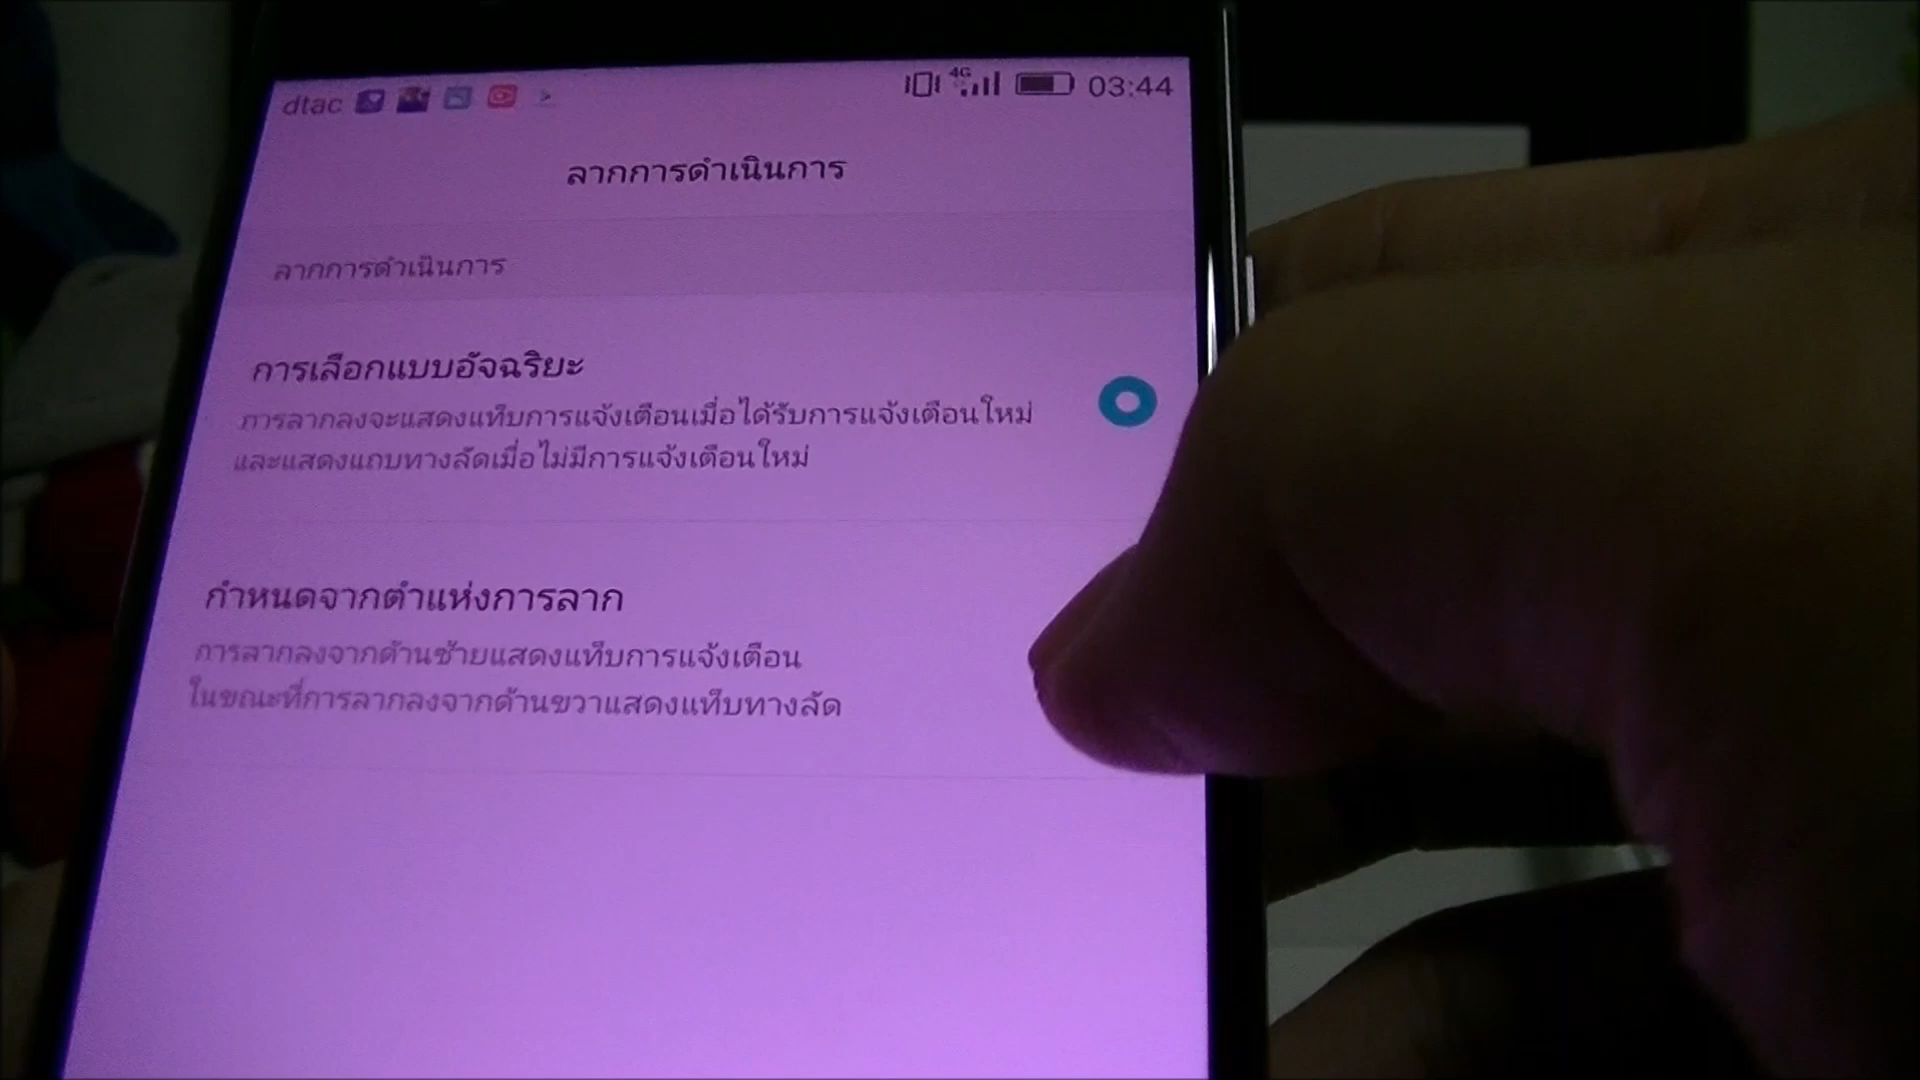 dtac 4G 03:44
ลากการดำเนินการ
ลากการดำเนินการ
การเลือกแบบอัจฉริยะ
การลากลงจะแสดงแท็บการแจ้งเตือนเมื่อได้รับการแจ้งเตือนใหม่
และแสดงแถบทางลัดเมื่อไม่มีการแจ้งเตือนใหม่
กำหนดจากตำแหน่งการลาก
การลากลงจากด้านซ้ายแสดงแท็บการแจ้งเตือน
ในขณะที่การลากลงจากด้านขวาแสดงแท็บทางลัด